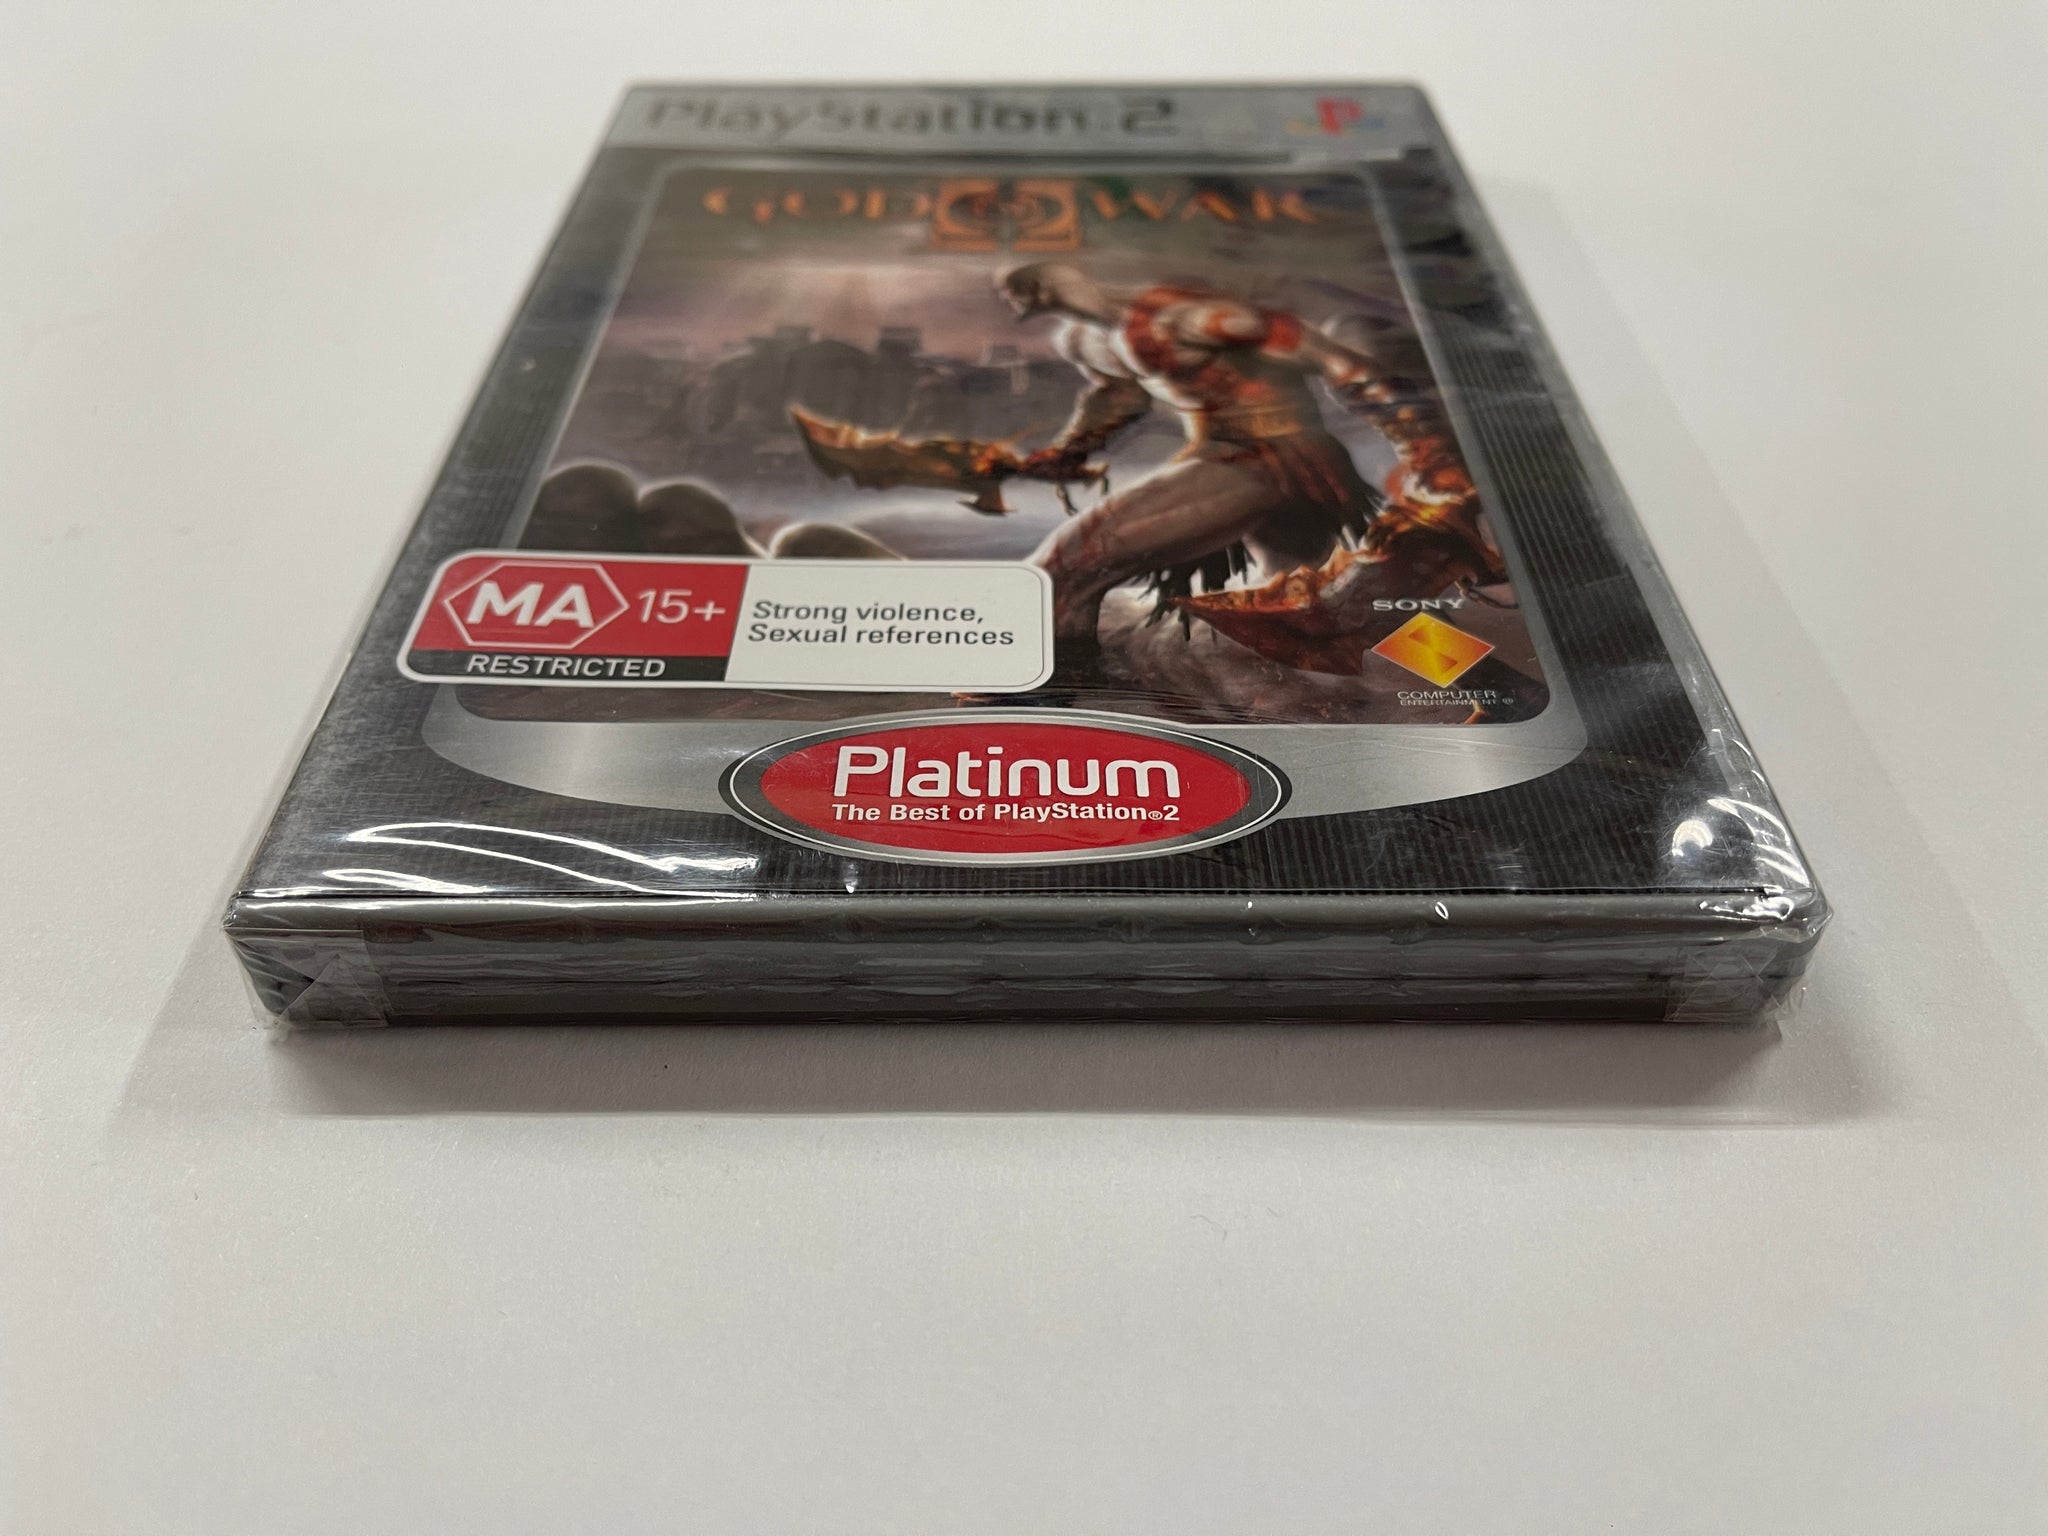 PlayStation 2
GOD WAR
MA 15+
RESTRICTED
Strong violence,
Sexual references
SONY
COMPUTER
ENTERTAINMENT ®
Platinum
The Best of PlayStation®2